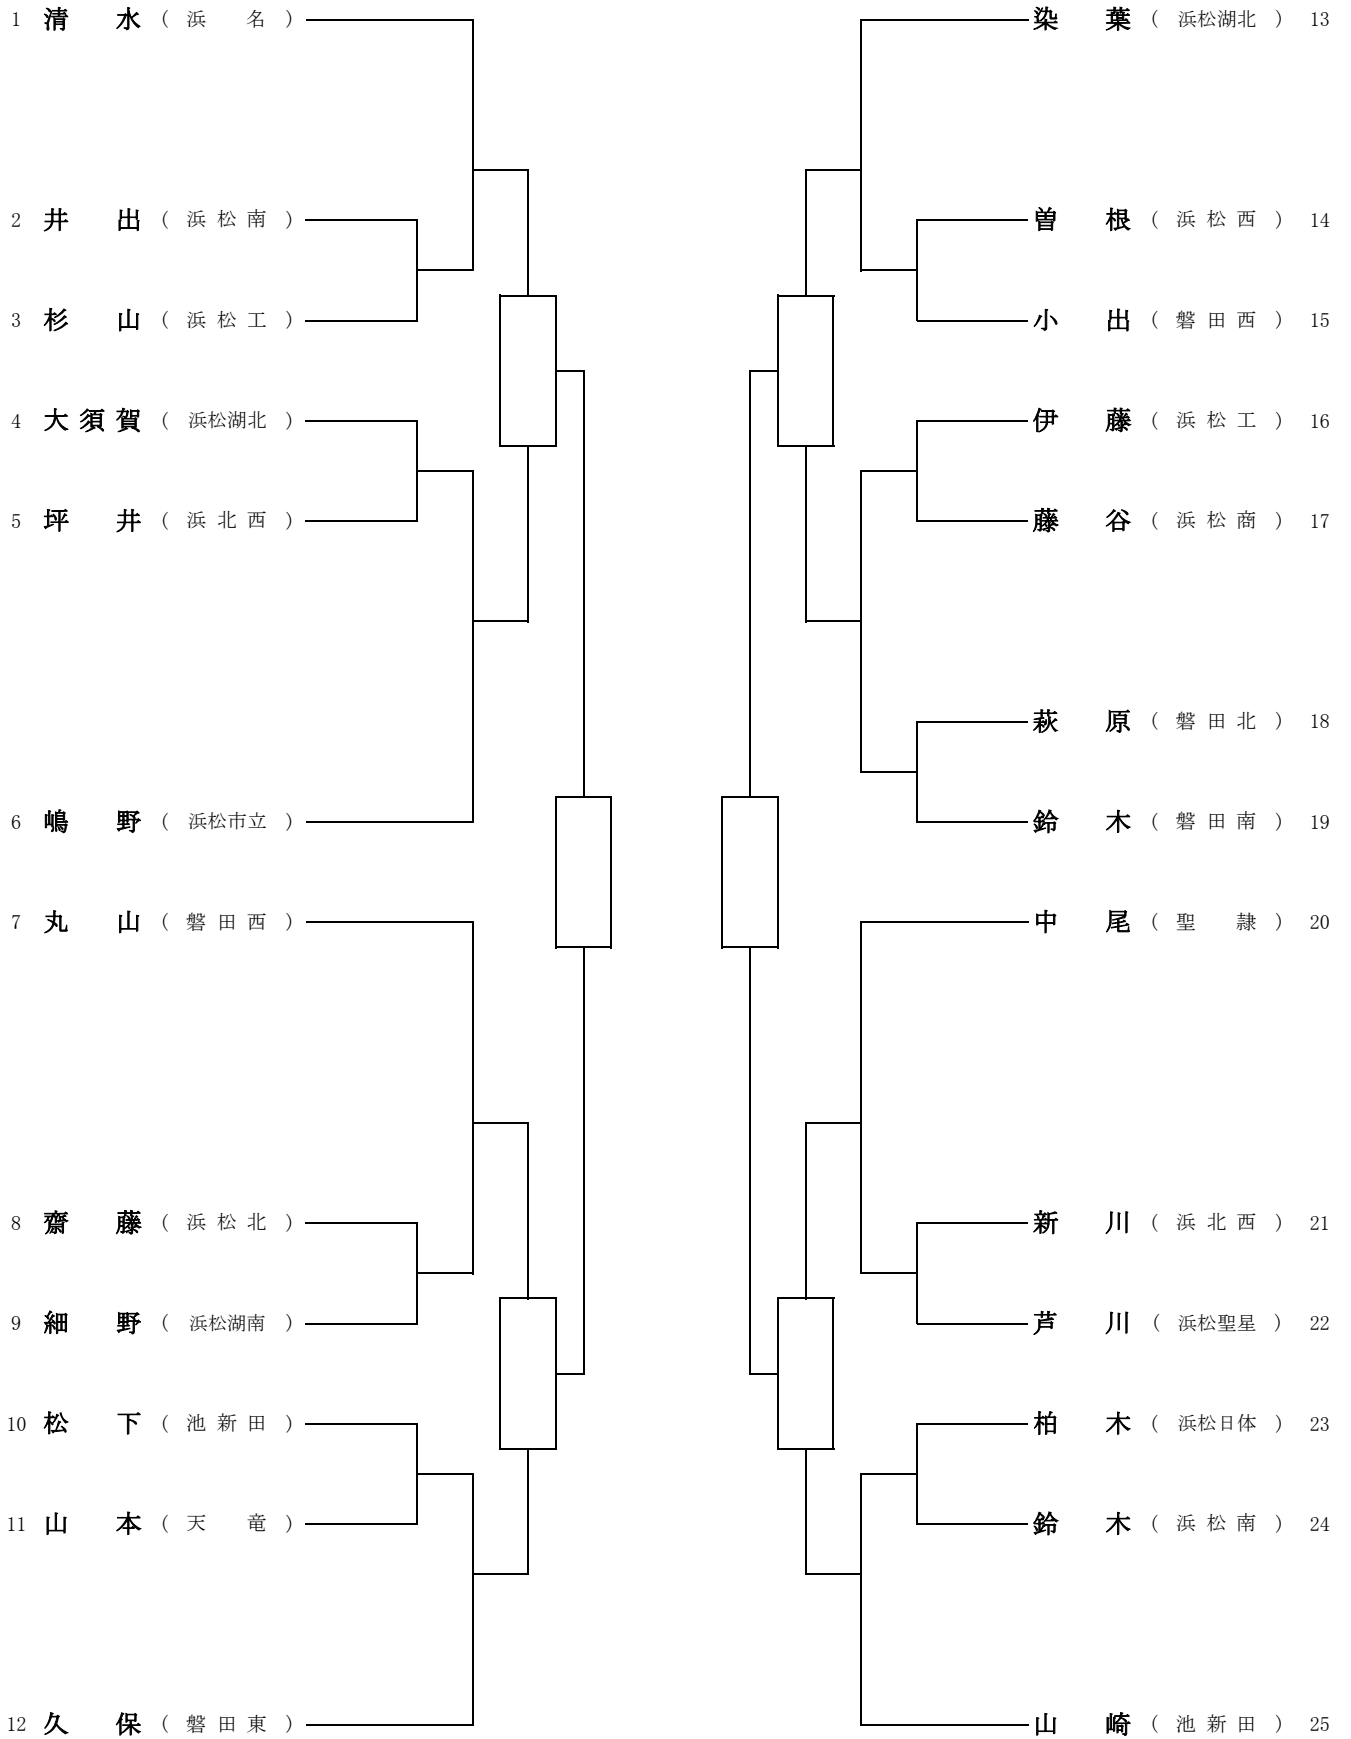 1 清水 ( 浜名 )
2 井出 ( 浜松南 )
3 杉山 ( 浜松工 )
4 大須賀 ( 浜松湖北 )
5 坪井 ( 浜北西 )
6 嶋野 ( 浜松市立 )
7 丸山 ( 磐田西 )
8 齋藤 ( 浜松北 )
9 細野 ( 浜松湖南 )
10 松下 ( 池新田 )
11 山本 ( 天竜 )
12 久保 ( 磐田東 )
染葉 ( 浜松湖北 ) 13
曽根 ( 浜松西 ) 14
小出 ( 磐田西 ) 15
伊藤 ( 浜松工 ) 16
藤谷 ( 浜松商 ) 17
萩原 ( 磐田北 ) 18
鈴木 ( 磐田南 ) 19
中尾 ( 聖隷 ) 20
新川 ( 浜北西 ) 21
芦川 ( 浜松聖星 ) 22
柏木 ( 浜松日体 ) 23
鈴木 ( 浜松南 ) 24
山崎 ( 池新田 ) 25